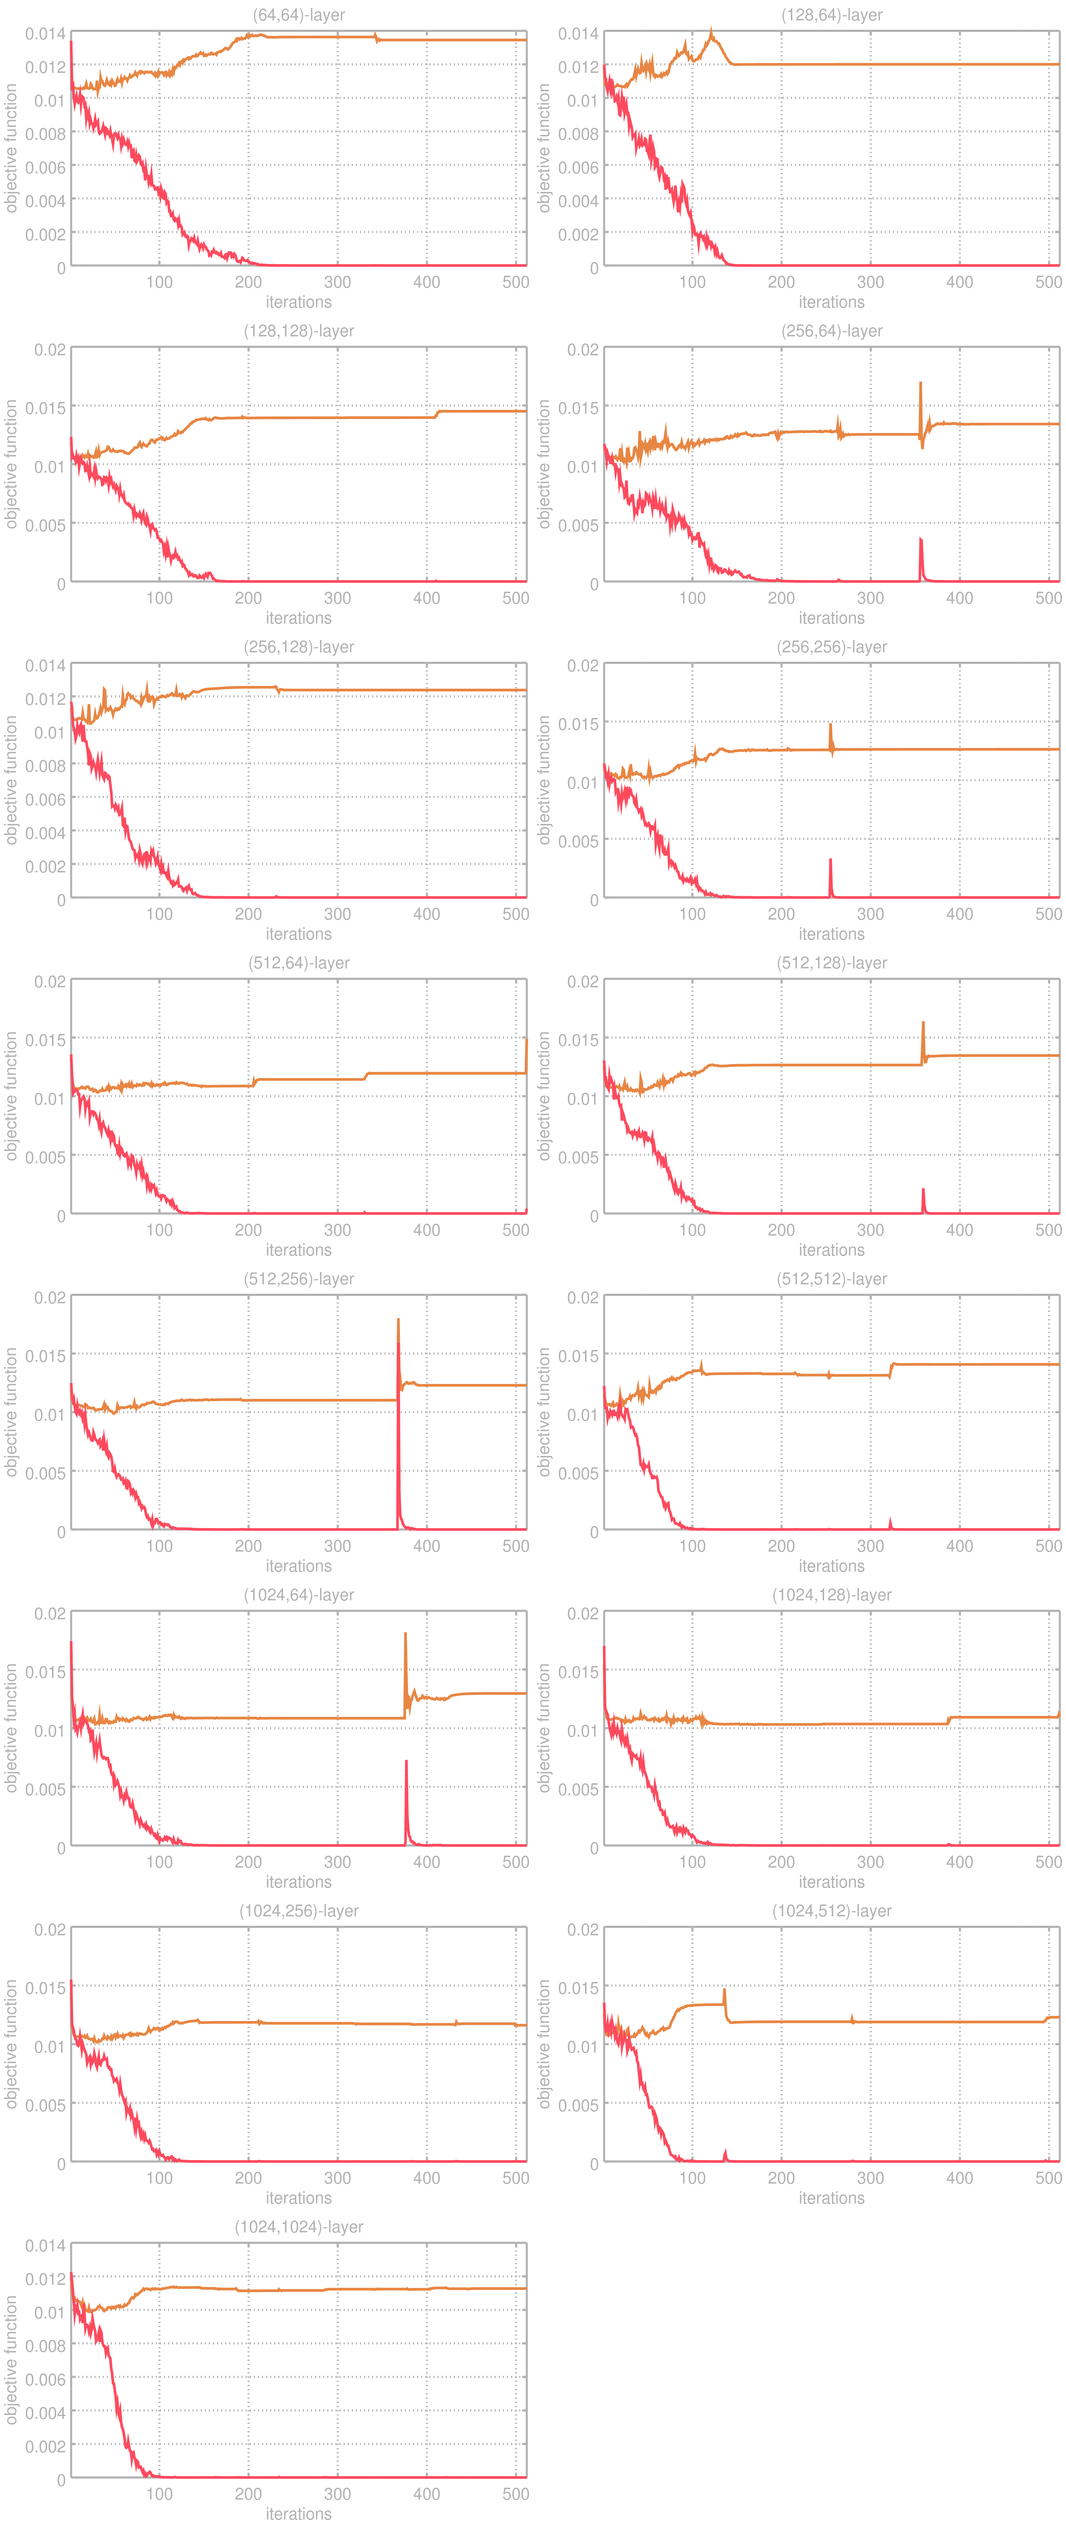 (64,64)-layer
0.014
0.012
0.01
0.008
0.006
0.004
0.002
0
objective function
100 200 300 400 500
iterations
(128,64)-layer
0.014
0.012
0.01
0.008
0.006
0.004
0.002
0
objective function
100 200 300 400 500
iterations
(128,128)-layer
0.02
0.015
0.01
0.005
0
objective function
100 200 300 400 500
iterations
(256,64)-layer
0.02
0.015
0.01
0.005
0
objective function
100 200 300 400 500
iterations
(256,128)-layer
0.014
0.012
0.01
0.008
0.006
0.004
0.002
0
objective function
100 200 300 400 500
iterations
(256,256)-layer
0.02
0.015
0.01
0.005
0
objective function
100 200 300 400 500
iterations
(512,64)-layer
0.02
0.015
0.01
0.005
0
objective function
100 200 300 400 500
iterations
(512,128)-layer
0.02
0.015
0.01
0.005
0
objective function
100 200 300 400 500
iterations
(512,256)-layer
0.02
0.015
0.01
0.005
0
objective function
100 200 300 400 500
iterations
(512,512)-layer
0.02
0.015
0.01
0.005
0
objective function
100 200 300 400 500
iterations
(1024,64)-layer
0.02
0.015
0.01
0.005
0
objective function
100 200 300 400 500
iterations
(1024,128)-layer
0.02
0.015
0.01
0.005
0
objective function
100 200 300 400 500
iterations
(1024,256)-layer
0.02
0.015
0.01
0.005
0
objective function
100 200 300 400 500
iterations
(1024,512)-layer
0.02
0.015
0.01
0.005
0
objective function
100 200 300 400 500
iterations
(1024,1024)-layer
0.014
0.012
0.01
0.008
0.006
0.004
0.002
0
objective function
100 200 300 400 500
iterations